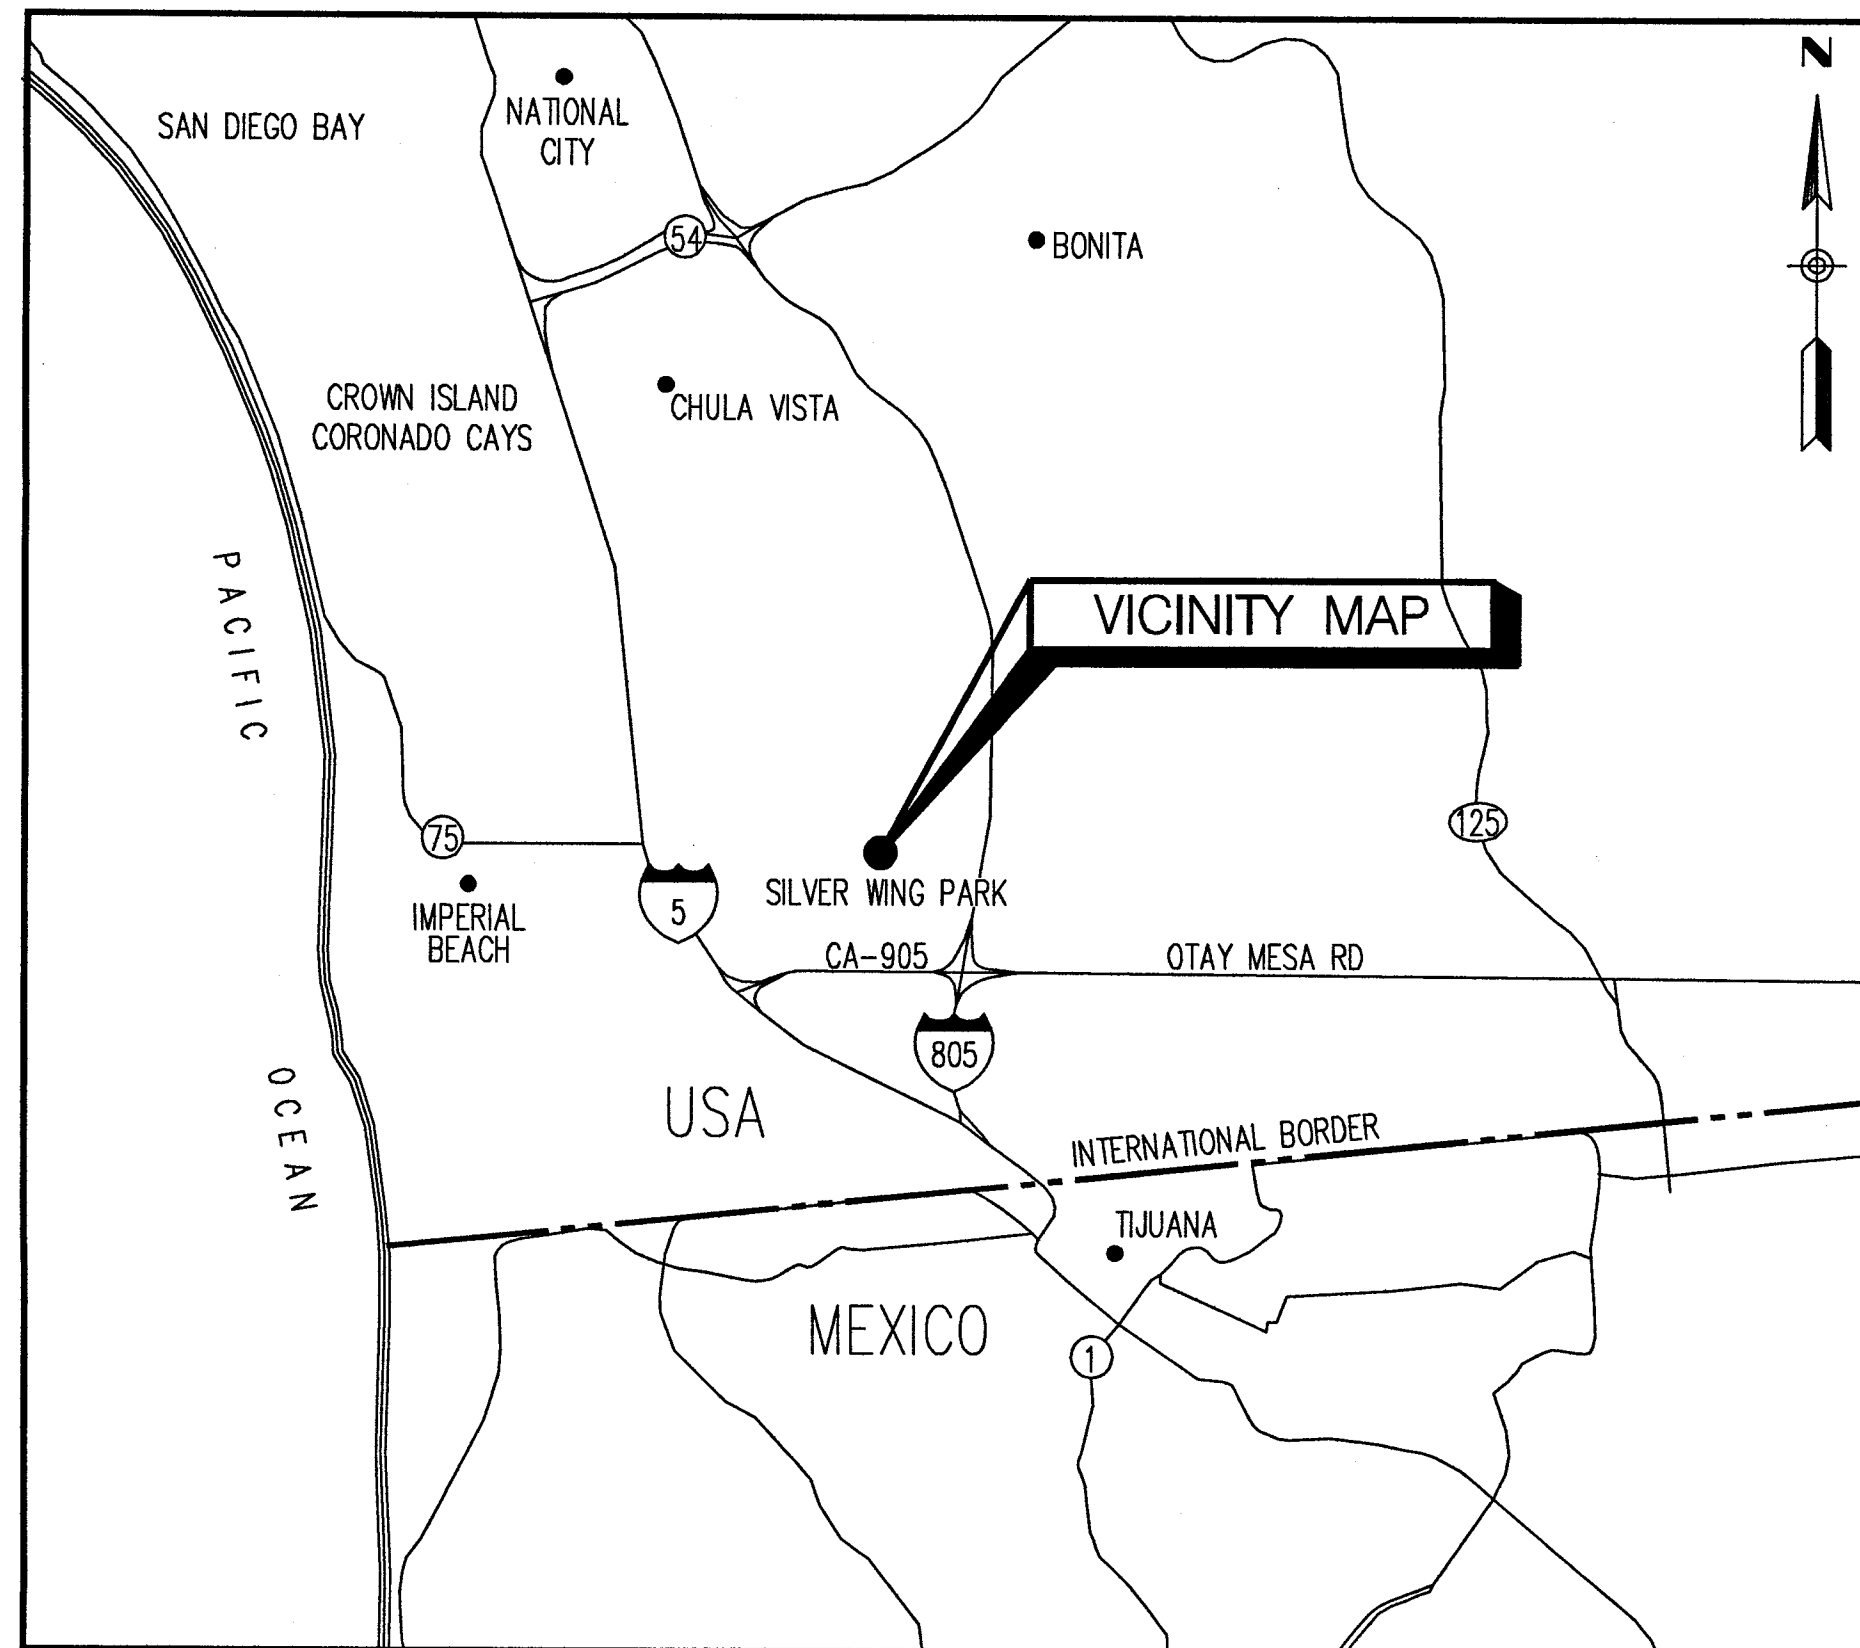 N
SAN DIEGO BAY
NATIONAL
CITY
54
BONITA
CROWN ISLAND
CORONADO CAYS
CHULA VISTA
PACIFIC
VICINITY MAP
75
125
IMPERIAL
BEACH
5
SILVER WING PARK
CA-905
OTAY MESA RD
805
OCEAN
USA
INTERNATIONAL BORDER
TIJUANA
MEXICO
1